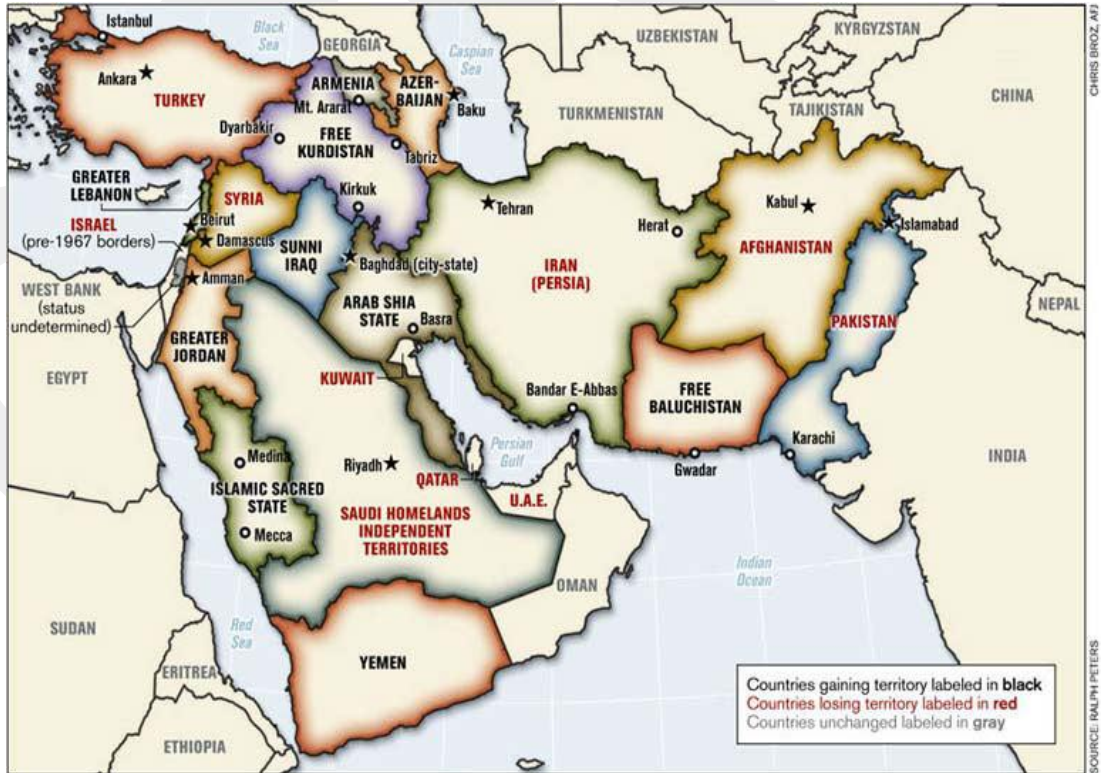 Istanbul
Black
Sea
GEORGIA
Caspian
Sea
UZBEKISTAN
KYRGYZSTAN
CHRIS BROZ, AFJ
Ankara
TURKEY
ARMENIA
Mt. Ararat
AZER-
BAIJAN
Baku
TURKMENISTAN
TAJIKISTAN
CHINA
Dyarbakir
FREE
KURDISTAN
Tabriz
GREATER
LEBANON
SYRIA
Kirkuk
Tehran
Herat
Kabul
Islamabad
AFGHANISTAN
ISRAEL
(pre-1967 borders)
Beirut
Damascus
SUNNI
IRAQ
Baghdad (city-state)
IRAN
(PERSIA)
WEST BANK
(status
undetermined)
Amman
ARAB SHIA
STATE
Basra
NEPAL
PAKISTAN
GREATER
JORDAN
EGYPT
KUWAIT
Bandar E-Abbas
FREE
BALUCHISTAN
Karachi
Gwadar
INDIA
Persian
Gulf
Medina
Riyadh
QATAR
U.A.E.
ISLAMIC SACRED
STATE
Mecca
SAUDI HOMELANDS
INDEPENDENT
TERRITORIES
OMAN
Indian
Ocean
SUDAN
Red
Sea
ERITREA
YEMEN
ETHIOPIA
Countries gaining territory labeled in black
Countries losing territory labeled in red
Countries unchanged labeled in gray
SOURCE: RALPH PETERS